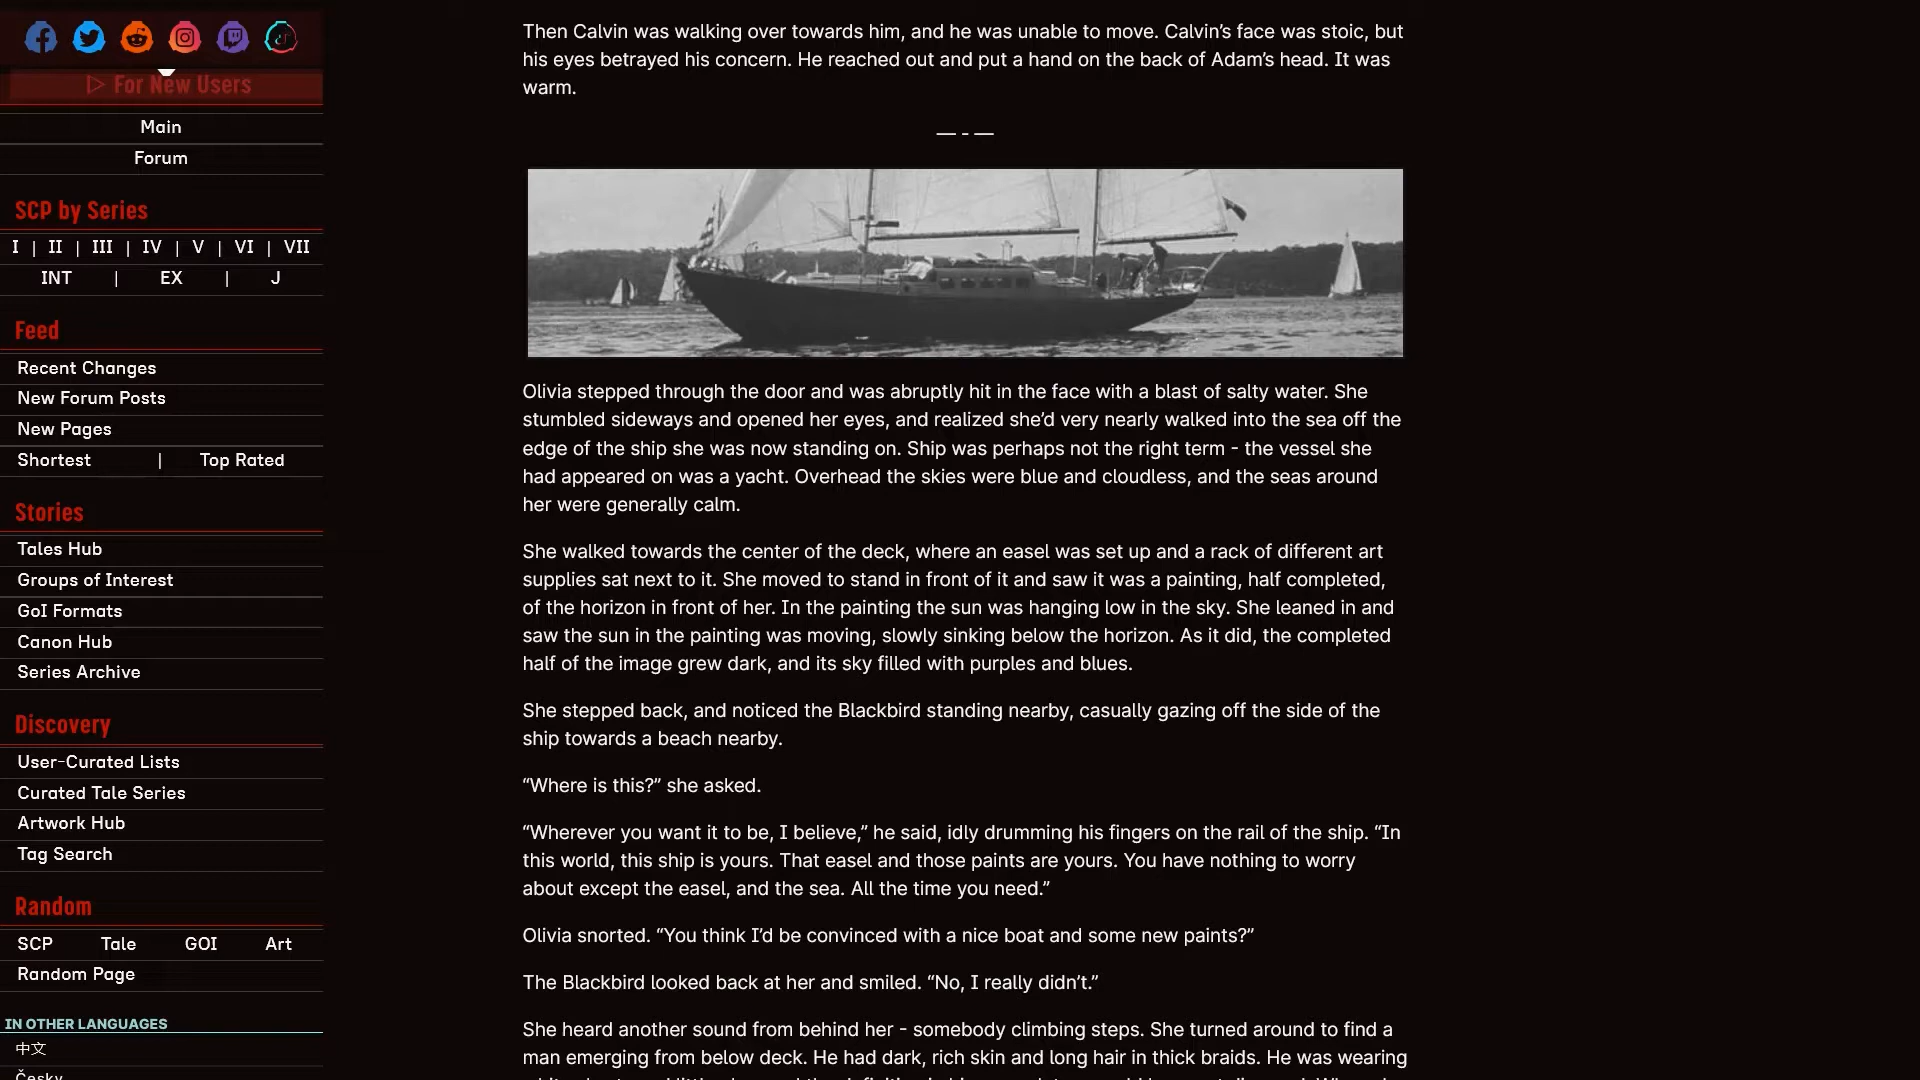 ▷ For New Users
Main
Forum
SCP by Series
I | II | III | IV | V | VI | VII
INT | EX | J
Feed
Recent Changes
New Forum Posts
New Pages
Shortest | Top Rated
Stories
Tales Hub
Groups of Interest
GoI Formats
Canon Hub
Series Archive
Discovery
User-Curated Lists
Curated Tale Series
Artwork Hub
Tag Search
Random
SCP Tale GOI Art
Random Page
IN OTHER LANGUAGES
中文
Česky
Then Calvin was walking over towards him, and he was unable to move. Calvin’s face was stoic, but
his eyes betrayed his concern. He reached out and put a hand on the back of Adam’s head. It was
warm.
— - —
Olivia stepped through the door and was abruptly hit in the face with a blast of salty water. She
stumbled sideways and opened her eyes, and realized she’d very nearly walked into the sea off the
edge of the ship she was now standing on. Ship was perhaps not the right term - the vessel she
had appeared on was a yacht. Overhead the skies were blue and cloudless, and the seas around
her were generally calm.
She walked towards the center of the deck, where an easel was set up and a rack of different art
supplies sat next to it. She moved to stand in front of it and saw it was a painting, half completed,
of the horizon in front of her. In the painting the sun was hanging low in the sky. She leaned in and
saw the sun in the painting was moving, slowly sinking below the horizon. As it did, the completed
half of the image grew dark, and its sky filled with purples and blues.
She stepped back, and noticed the Blackbird standing nearby, casually gazing off the side of the
ship towards a beach nearby.
“Where is this?” she asked.
“Wherever you want it to be, I believe,” he said, idly drumming his fingers on the rail of the ship. “In
this world, this ship is yours. That easel and those paints are yours. You have nothing to worry
about except the easel, and the sea. All the time you need.”
Olivia snorted. “You think I’d be convinced with a nice boat and some new paints?”
The Blackbird looked back at her and smiled. “No, I really didn’t.”
She heard another sound from behind her - somebody climbing steps. She turned around to find a
man emerging from below deck. He had dark, rich skin and long hair in thick braids. He was wearing